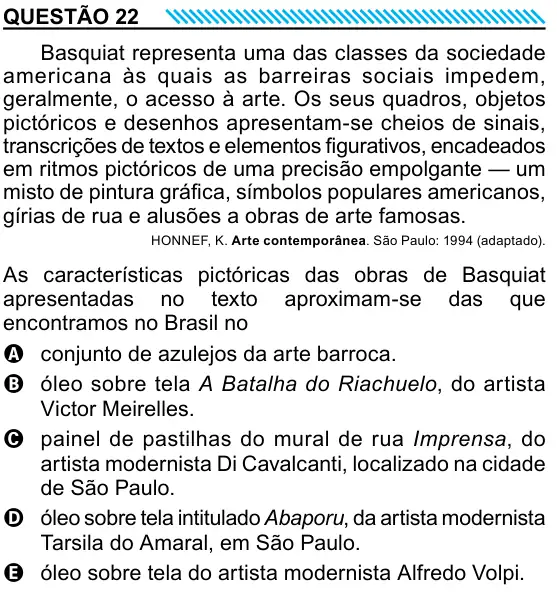 QUESTÃO 22
Basquiat representa uma das classes da sociedade
americana às quais as barreiras sociais impedem,
geralmente, o acesso à arte. Os seus quadros, objetos
pictóricos e desenhos apresentam-se cheios de sinais,
transcrições de textos e elementos figurativos, encadeados
em ritmos pictóricos de uma precisão empolgante — um
misto de pintura gráfica, símbolos populares americanos,
gírias de rua e alusões a obras de arte famosas.
HONNEF, K. Arte contemporânea. São Paulo: 1994 (adaptado).
As características pictóricas das obras de Basquiat
apresentadas no texto aproximam-se das que
encontramos no Brasil no
A conjunto de azulejos da arte barroca.
B óleo sobre tela A Batalha do Riachuelo, do artista
Victor Meirelles.
C painel de pastilhas do mural de rua Imprensa, do
artista modernista Di Cavalcanti, localizado na cidade
de São Paulo.
D óleo sobre tela intitulado Abaporu, da artista modernista
Tarsila do Amaral, em São Paulo.
E óleo sobre tela do artista modernista Alfredo Volpi.